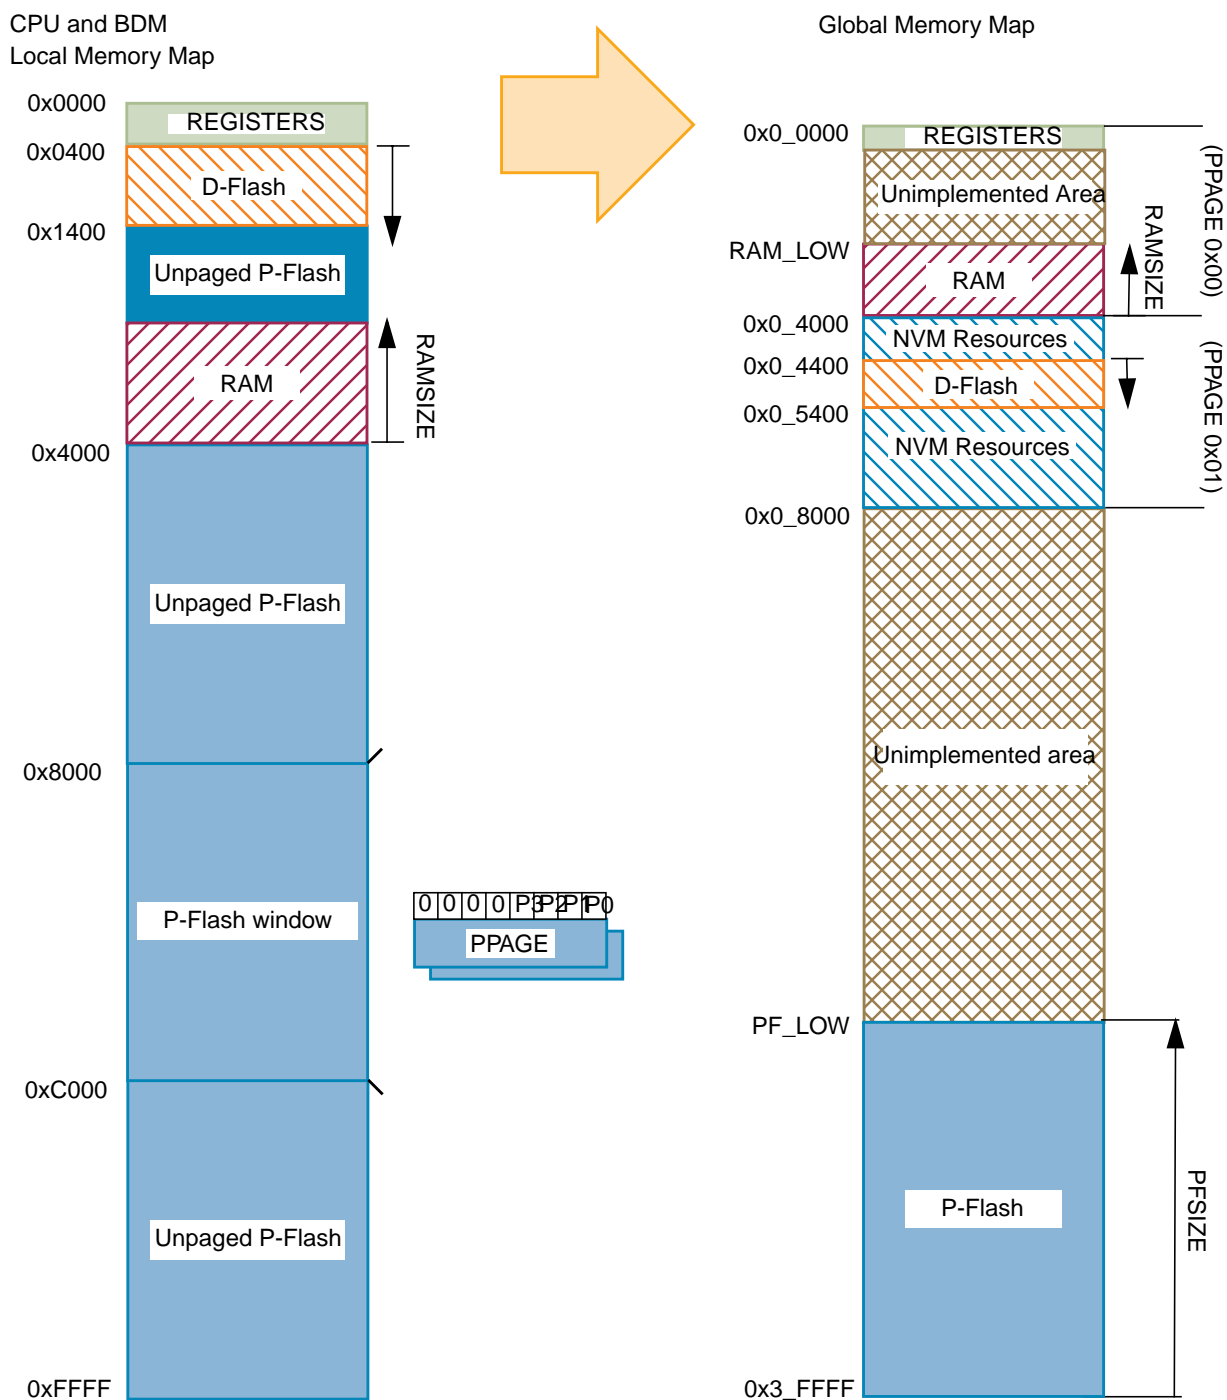 CPU and BDM
Local Memory Map
0x0000
REGISTERS
0x0400
D-Flash
0x1400
Unpaged P-Flash
RAM
RAMSIZE
0x4000
Unpaged P-Flash
0x8000
P-Flash window
0 0 0 0 P3 P2 P1 P0
PPAGE
0xC000
Unpaged P-Flash
0xFFFF
Global Memory Map
0x0_0000
REGISTERS
Unimplemented Area
(PPAGE 0x00)
RAM_LOW
RAM
RAMSIZE
0x0_4000
NVM Resources
0x0_4400
D-Flash
0x0_5400
NVM Resources
(PPAGE 0x01)
0x0_8000
Unimplemented area
PF_LOW
P-Flash
PFSIZE
0x3_FFFF